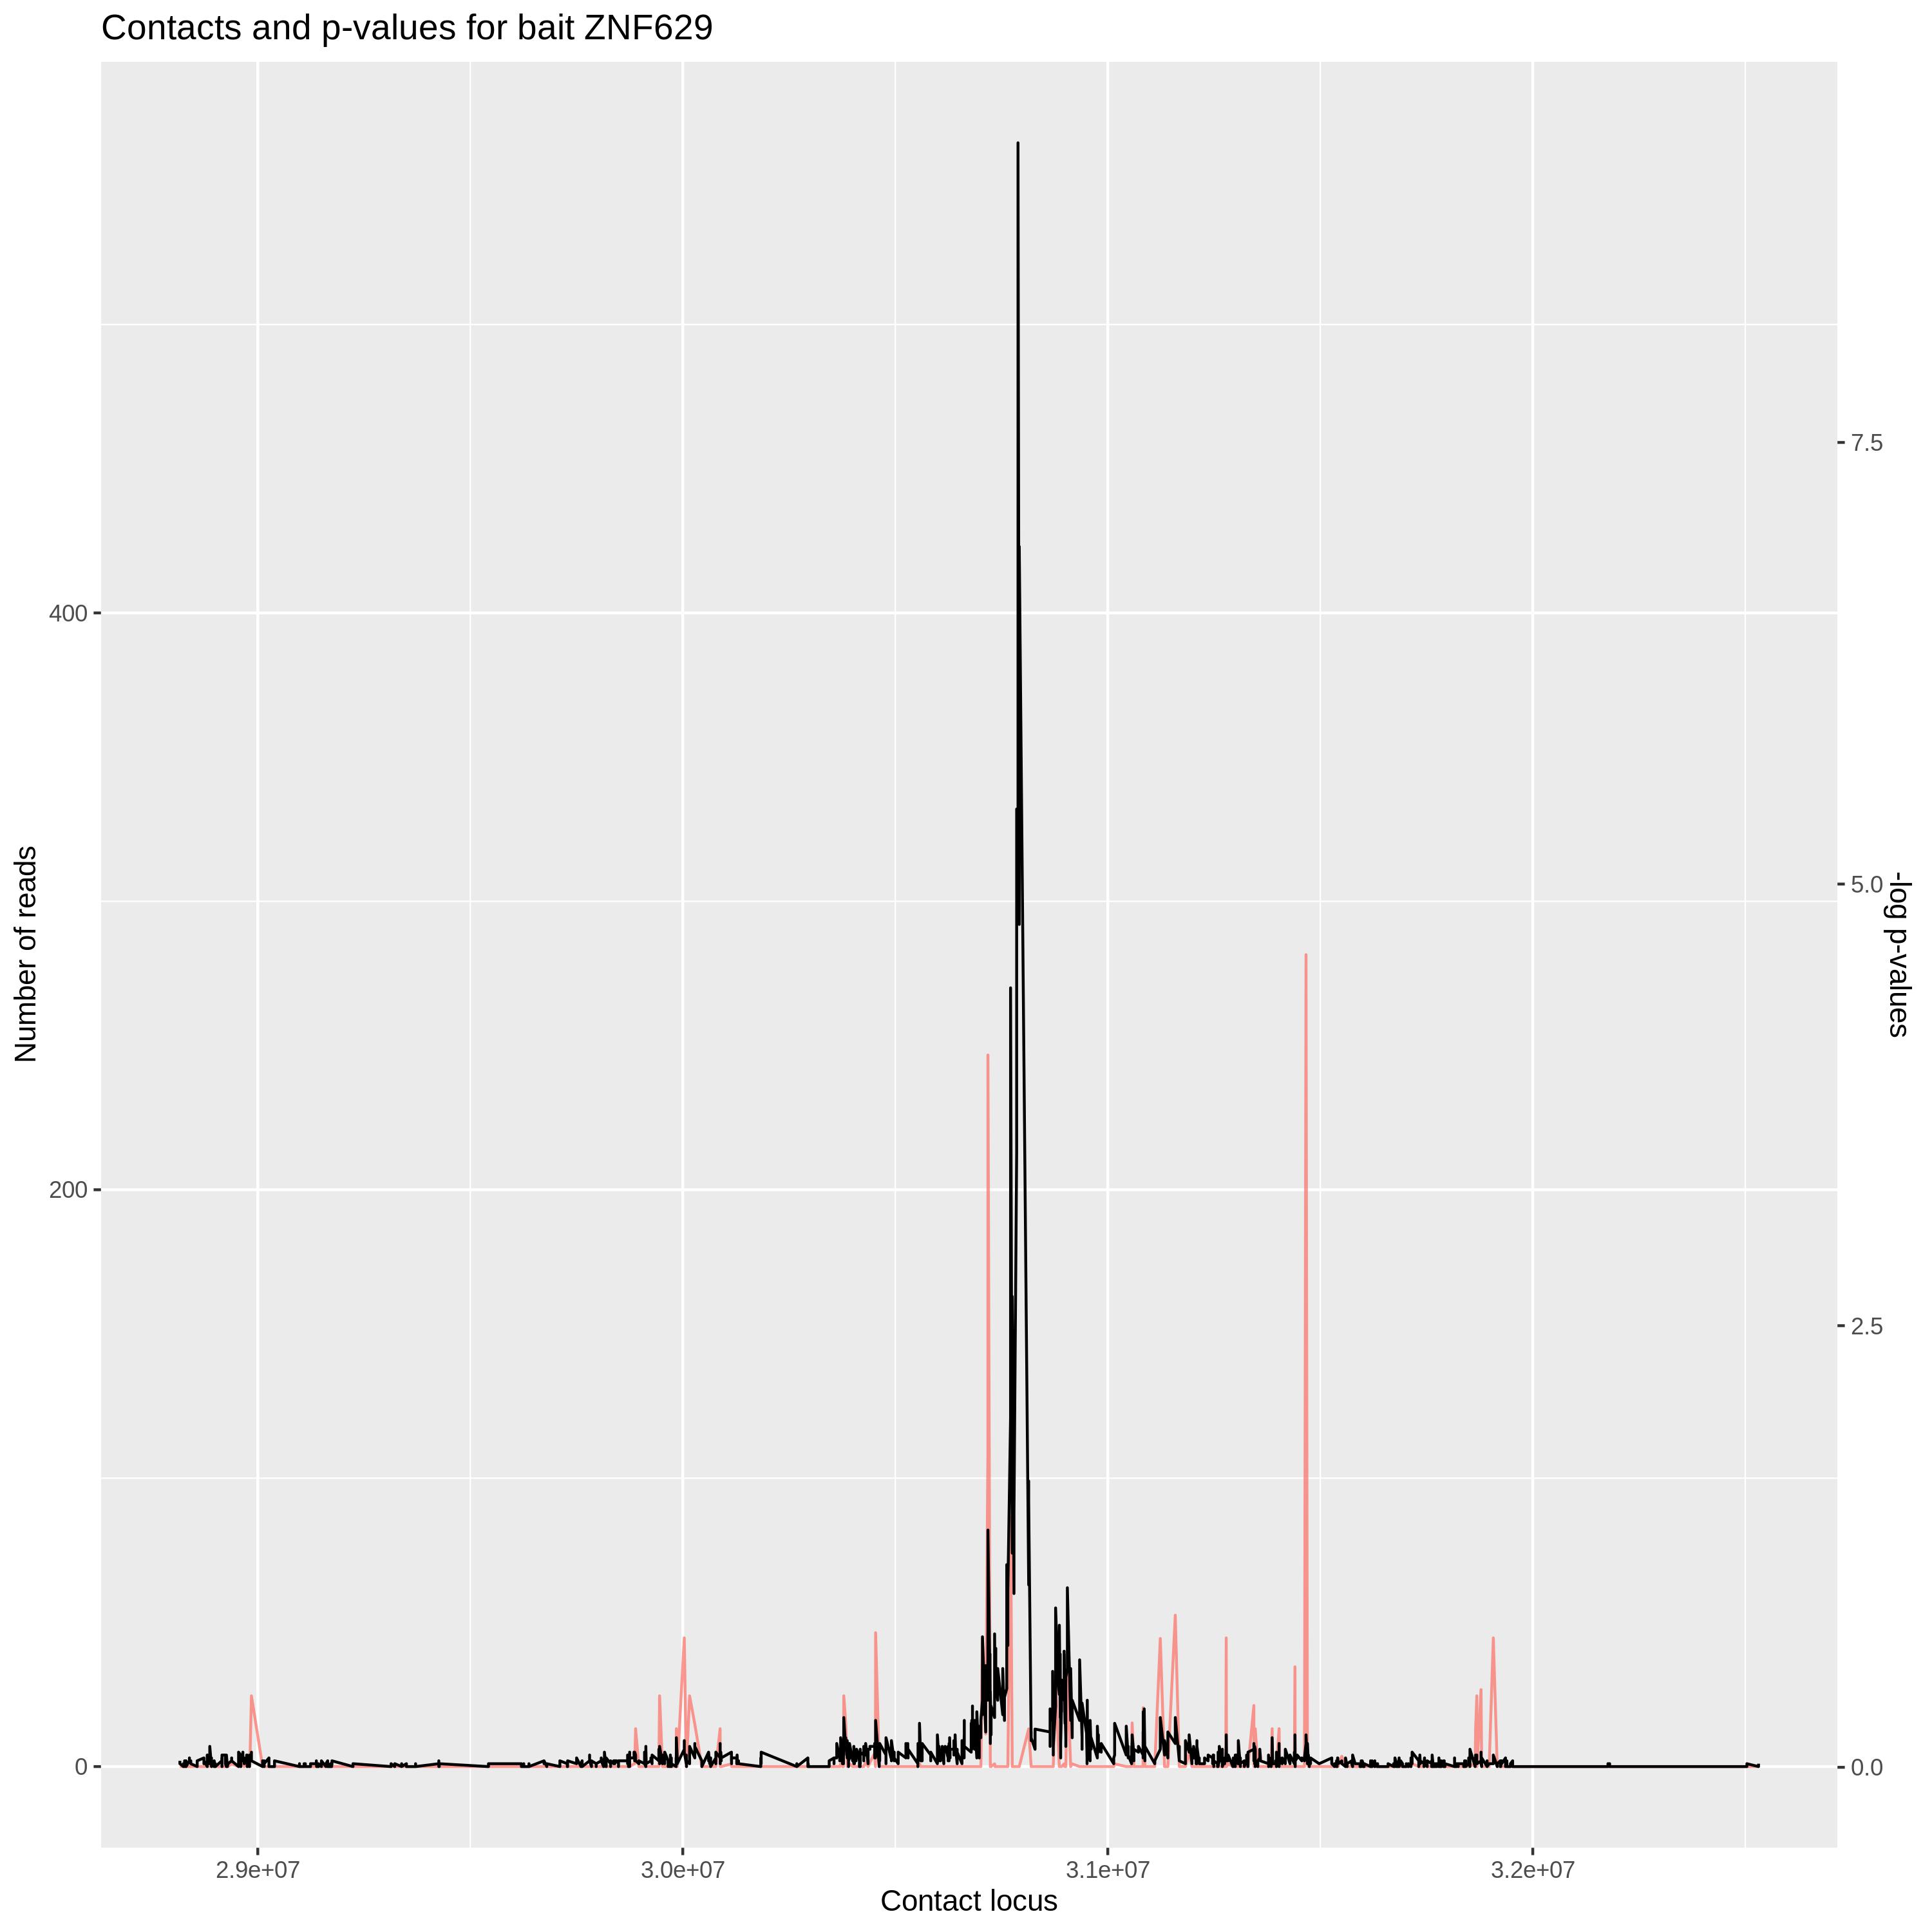 Contacts and p-values for bait ZNF629
Number of reads
400
200
0
7.5
5.0
2.5
0.0
-log p-values
2.9e+07
3.0e+07
3.1e+07
3.2e+07
Contact locus